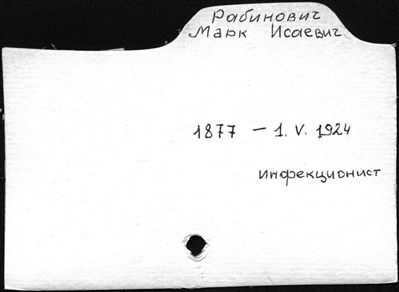 Рабинович
Марк Исаевич
1877 — 1. V. 1924
инфекционист